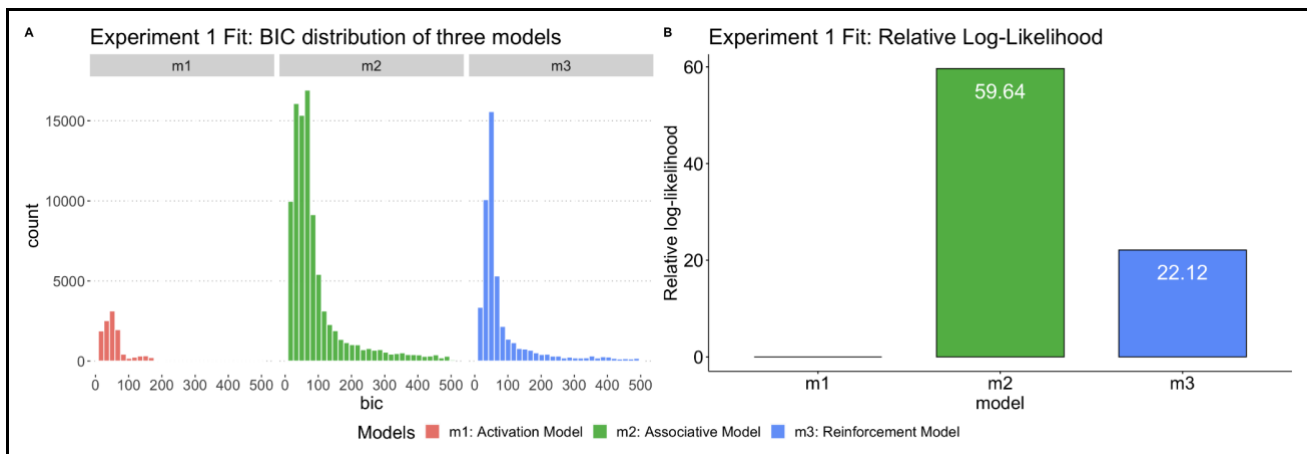 A
Experiment 1 Fit: BIC distribution of three models
m1 m2 m3
15000
10000
5000
0
count
0 100 200 300 400 500 0 100 200 300 400 500 0 100 200 300 400 500
bic
B
Experiment 1 Fit: Relative Log-Likelihood
60
40
20
0
Relative log-likelihood
59.64
22.12
m1 m2 m3
model
Models m1: Activation Model m2: Associative Model m3: Reinforcement Model